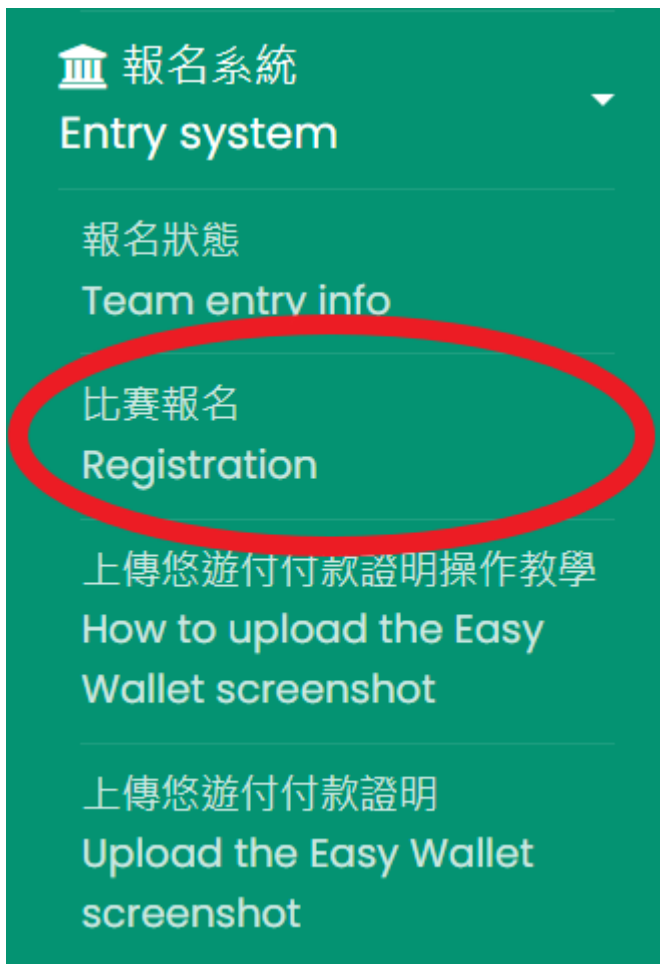 報名系統
Entry system
報名狀態
Team entry info
比賽報名
Registration
上傳悠遊付付款證明操作教學
How to upload the Easy
Wallet screenshot
上傳悠遊付付款證明
Upload the Easy Wallet
screenshot